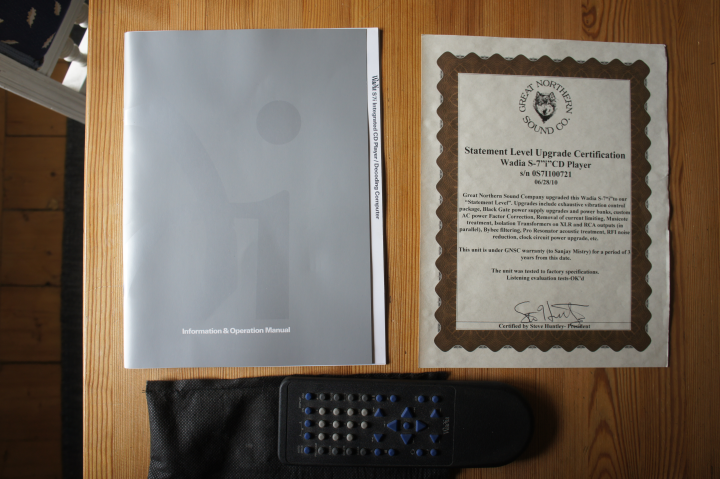 Wadia S7i Integrated CD Player / Decoding Computer
Information & Operation Manual
GREAT NORTHERN
SOUND CO.
Statement Level Upgrade Certification
Wadia S-7"i"CD Player
s/n 0S7I100721
06/28/10
Great Northern Sound Company upgraded this Wadia S-7"i"to our
"Statement Level". Upgrades include exhaustive vibration control
package, Black Gate power supply upgrades and power banks, custom
AC power Factor Correction, Removal of current limiting, Marigo
treatment, Isolation Transformers on XLR and RCA outputs (in
parallel), Bybee filtering, Pro Resonator acoustic treatment, RFI noise
reduction, clock circuit power upgrade, etc.
This unit is under GNSC warranty (to Sanjay Mistry) for a period of 3
years from this date.
The unit was tested to factory specifications.
Listening evaluation tests-OK'd
Certified by Steve Huntley- President